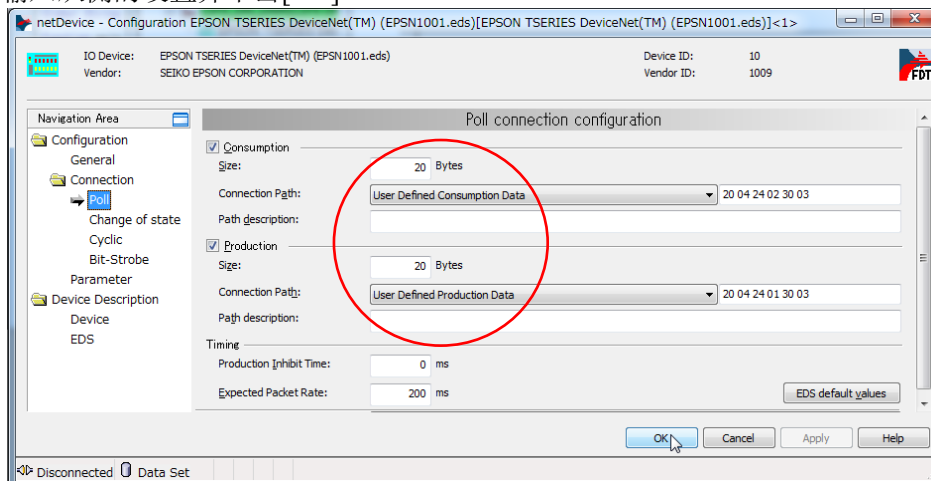 netDevice - Configuration EPSON TSERIES DeviceNet(TM) (EPSN1001.eds)[EPSON TSERIES DeviceNet(TM) (EPSN1001.eds)]<1>
IO Device: EPSON TSERIES DeviceNet(TM) (EPSN1001.eds) Device ID: 10
Vendor: SEIKO EPSON CORPORATION Vendor ID: 1009
FDT
Navigation Area
Configuration
General
Connection
Poll
Change of state
Cyclic
Bit-Strobe
Parameter
Device Description
Device
EDS
Poll connection configuration
Consumption
Size: 20 Bytes
Connection Path: User Defined Consumption Data 20 04 24 02 30 03
Path description:
Production
Size: 20 Bytes
Connection Path: User Defined Production Data 20 04 24 01 30 03
Path description:
Timing
Production Inhibit Time: 0 ms
Expected Packet Rate: 200 ms EDS default values
OK Cancel Apply Help
Disconnected Data Set